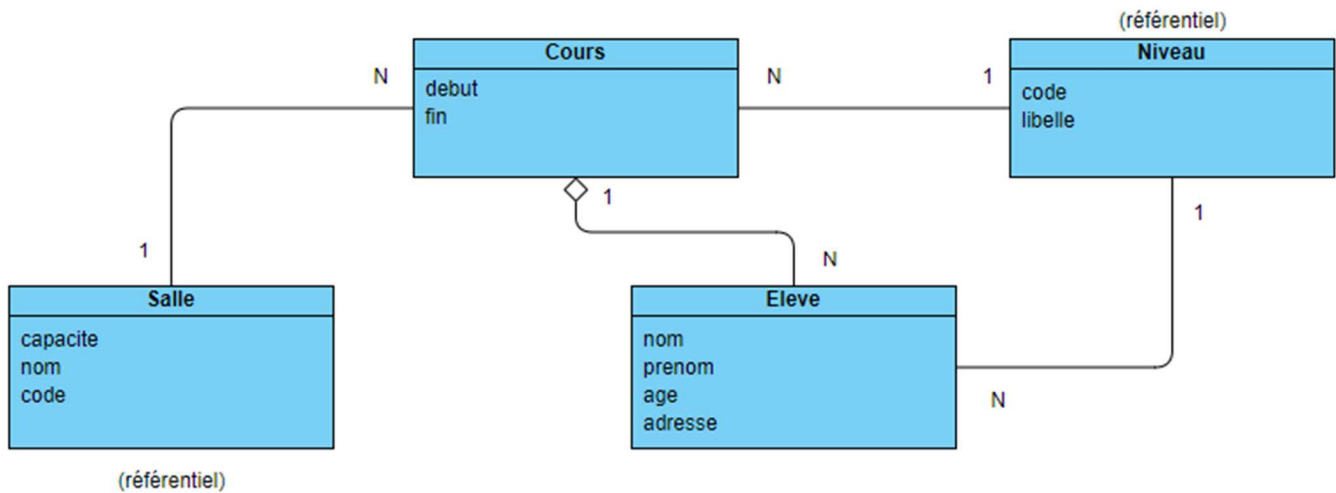 (référentiel)
Cours
Niveau
N
N
1
debut
fin
code
libelle
1
1
1
N
Salle
Eleve
capacite
nom
code
nom
prenom
age
adresse
N
(référentiel)